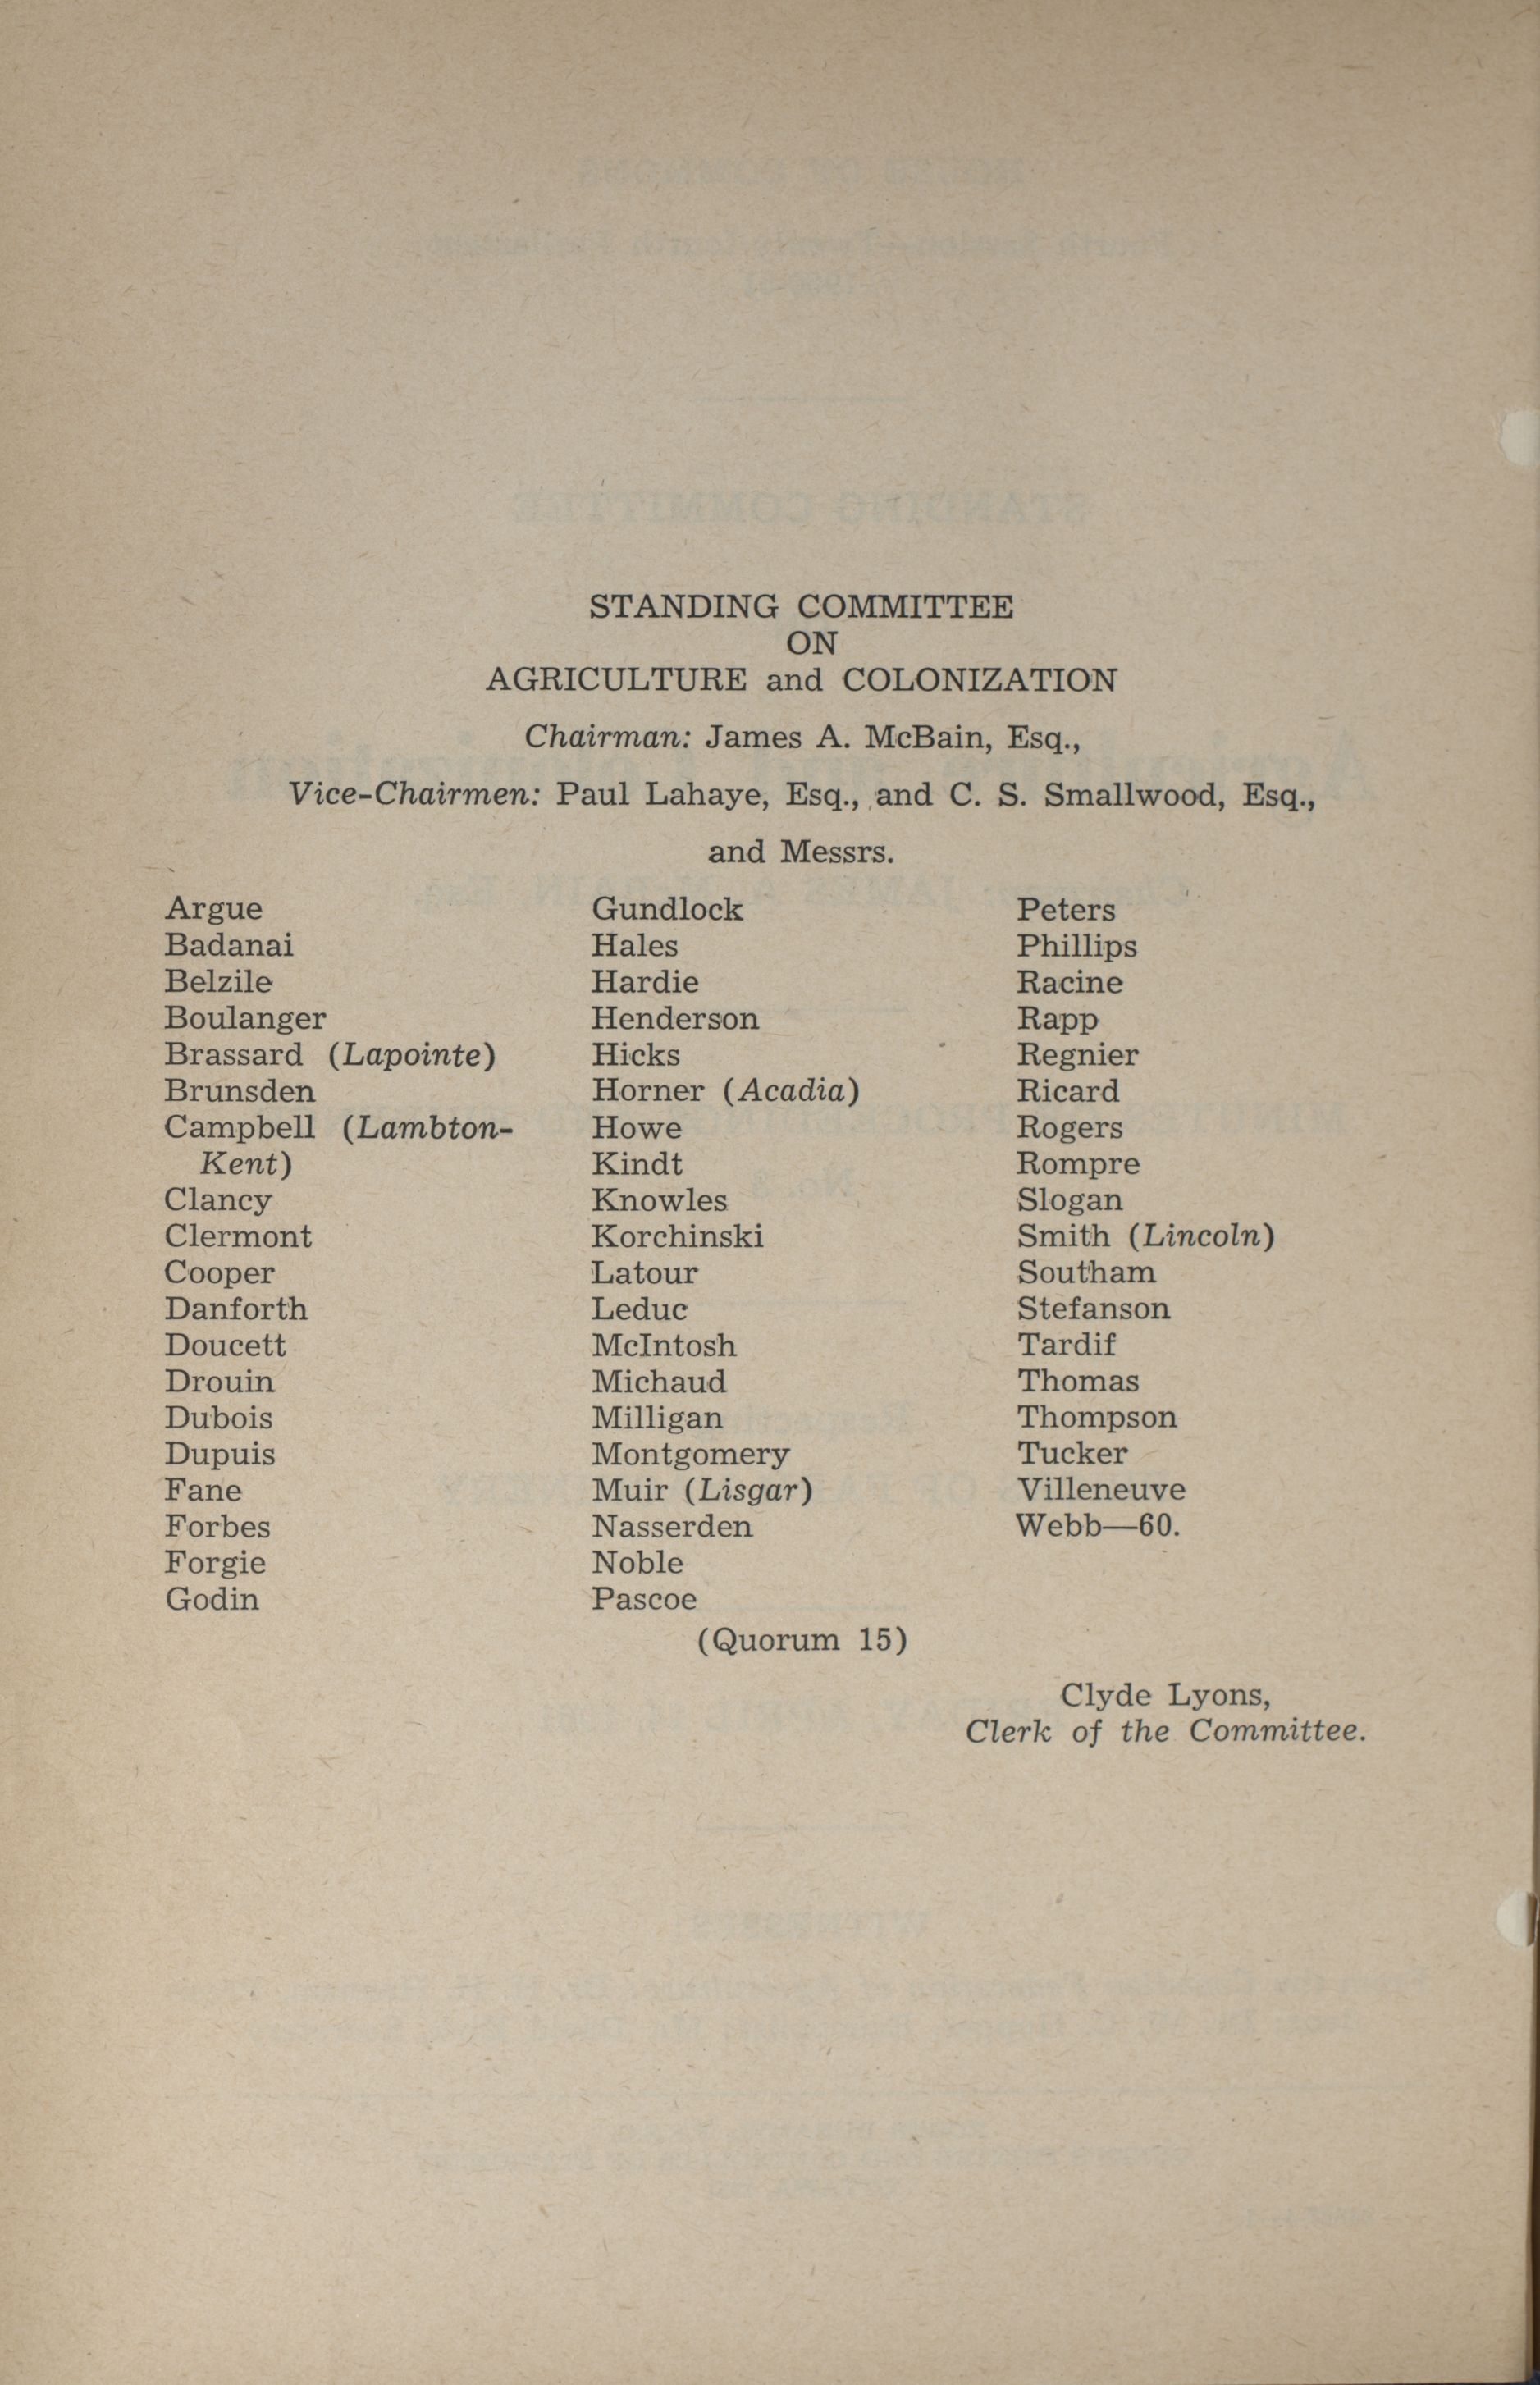 STANDING COMMITTEE
ON
AGRICULTURE and COLONIZATION
Chairman: James A. McBain, Esq.,
Vice-Chairmen: Paul Lahaye, Esq., and C. S. Smallwood, Esq.,
and Messrs.
Argue
Badanai
Belzile
Boulanger
Brassard (Lapointe)
Brunsden
Campbell (Lambton-
Kent)
Clancy
Clermont
Cooper
Danforth
Doucett
Drouin
Dubois
Dupuis
Fane
Forbes
Forgie
Godin
Gundlock
Hales
Hardie
Henderson
Hicks
Horner (Acadia)
Howe
Kindt
Knowles
Korchinski
Latour
Leduc
McIntosh
Michaud
Milligan
Montgomery
Muir (Lisgar)
Nasserden
Noble
Pascoe
Peters
Phillips
Racine
Rapp
Regnier
Ricard
Rogers
Rompre
Slogan
Smith (Lincoln)
Southam
Stefanson
Tardif
Thomas
Thompson
Tucker
Villeneuve
Webb—60.
(Quorum 15)
Clyde Lyons,
Clerk of the Committee.